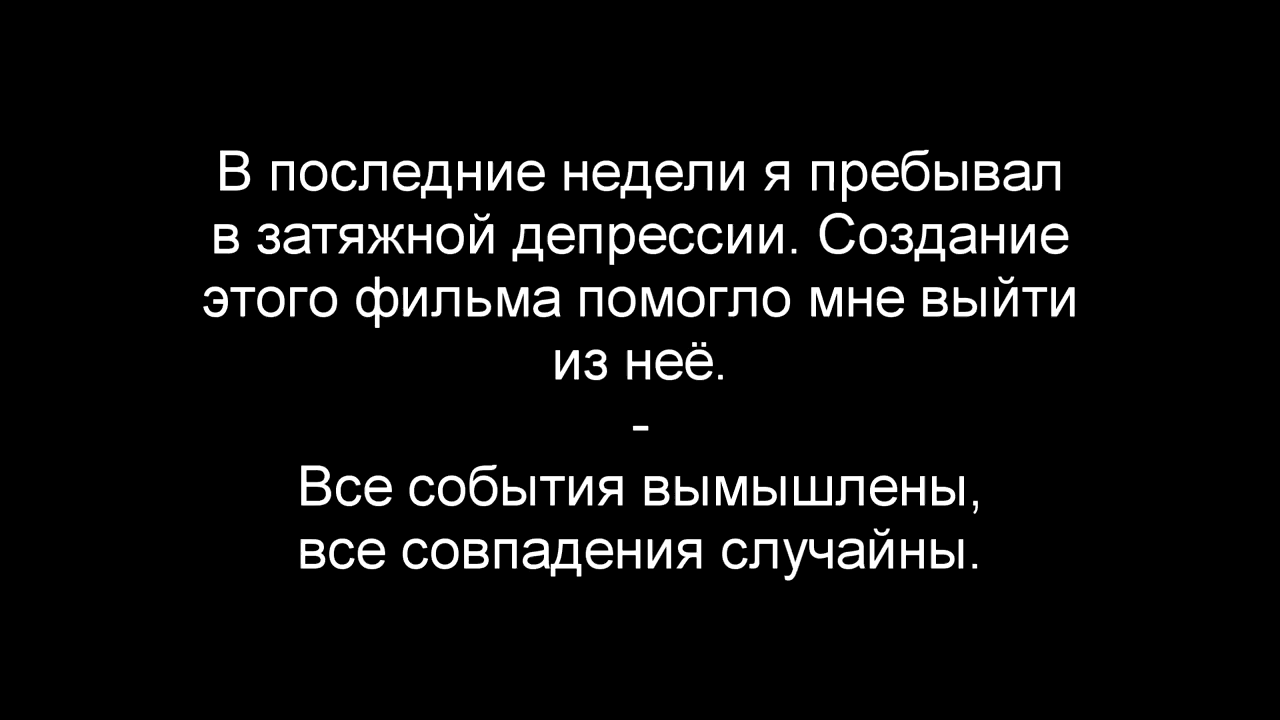 В последние недели я пребывал
в затяжной депрессии. Создание
этого фильма помогло мне выйти
из неё.
-
Все события вымышлены,
все совпадения случайны.